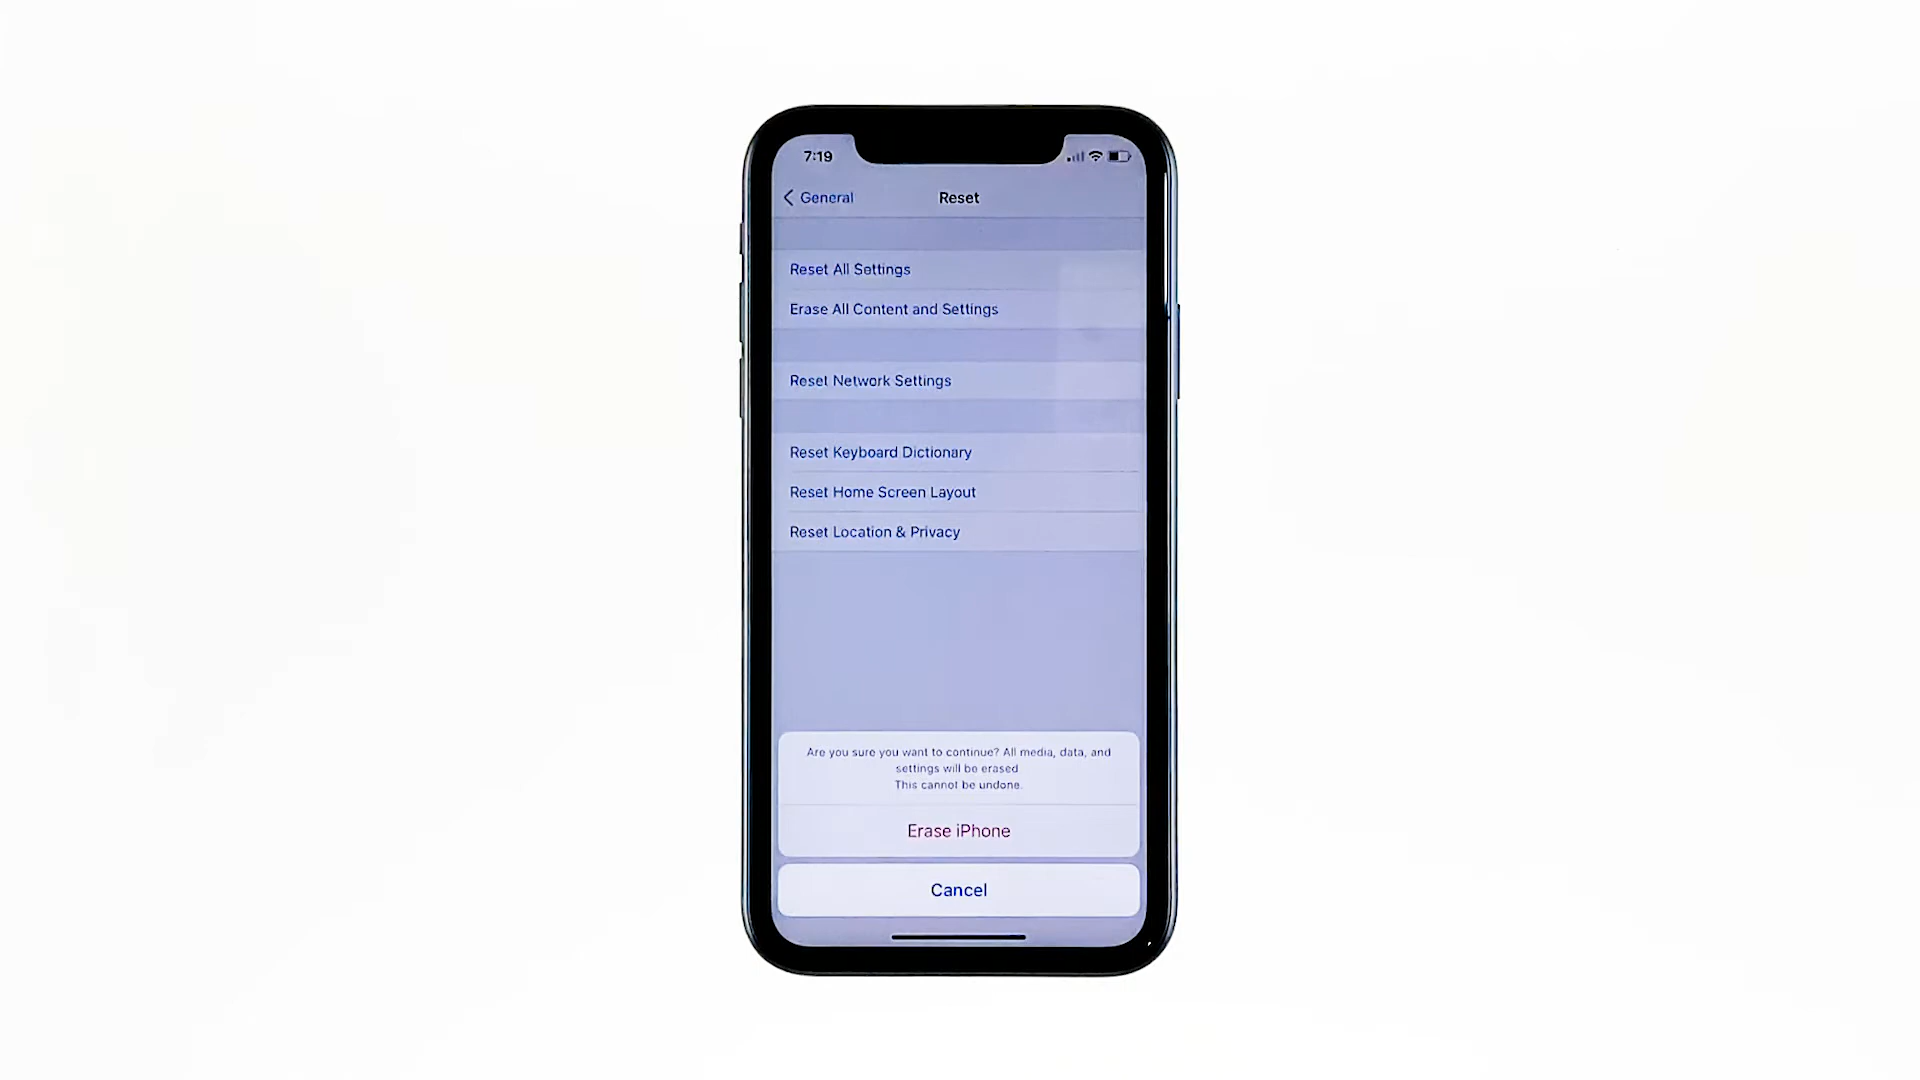 7:19
General
Reset
Reset All Settings
Erase All Content and Settings
Reset Network Settings
Reset Keyboard Dictionary
Reset Home Screen Layout
Reset Location & Privacy
Are you sure you want to continue? All media, data, and
settings will be erased
This cannot be undone.
Erase iPhone
Cancel